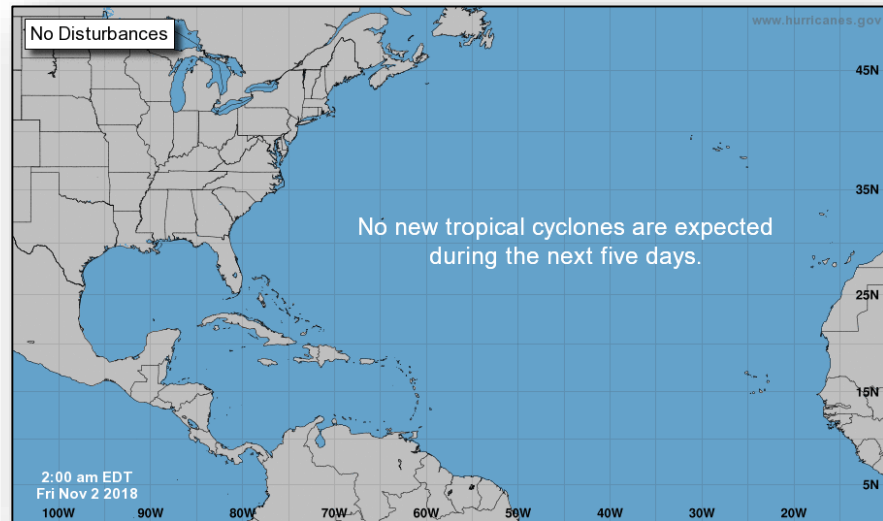 No Disturbances
www.hurricanes.gov
45N
35N
No new tropical cyclones are expected
during the next five days.
25N
15N
5N
2:00 am EDT
Fri Nov 2 2018
100W 90W 80W 70W 60W 50W 40W 30W 20W